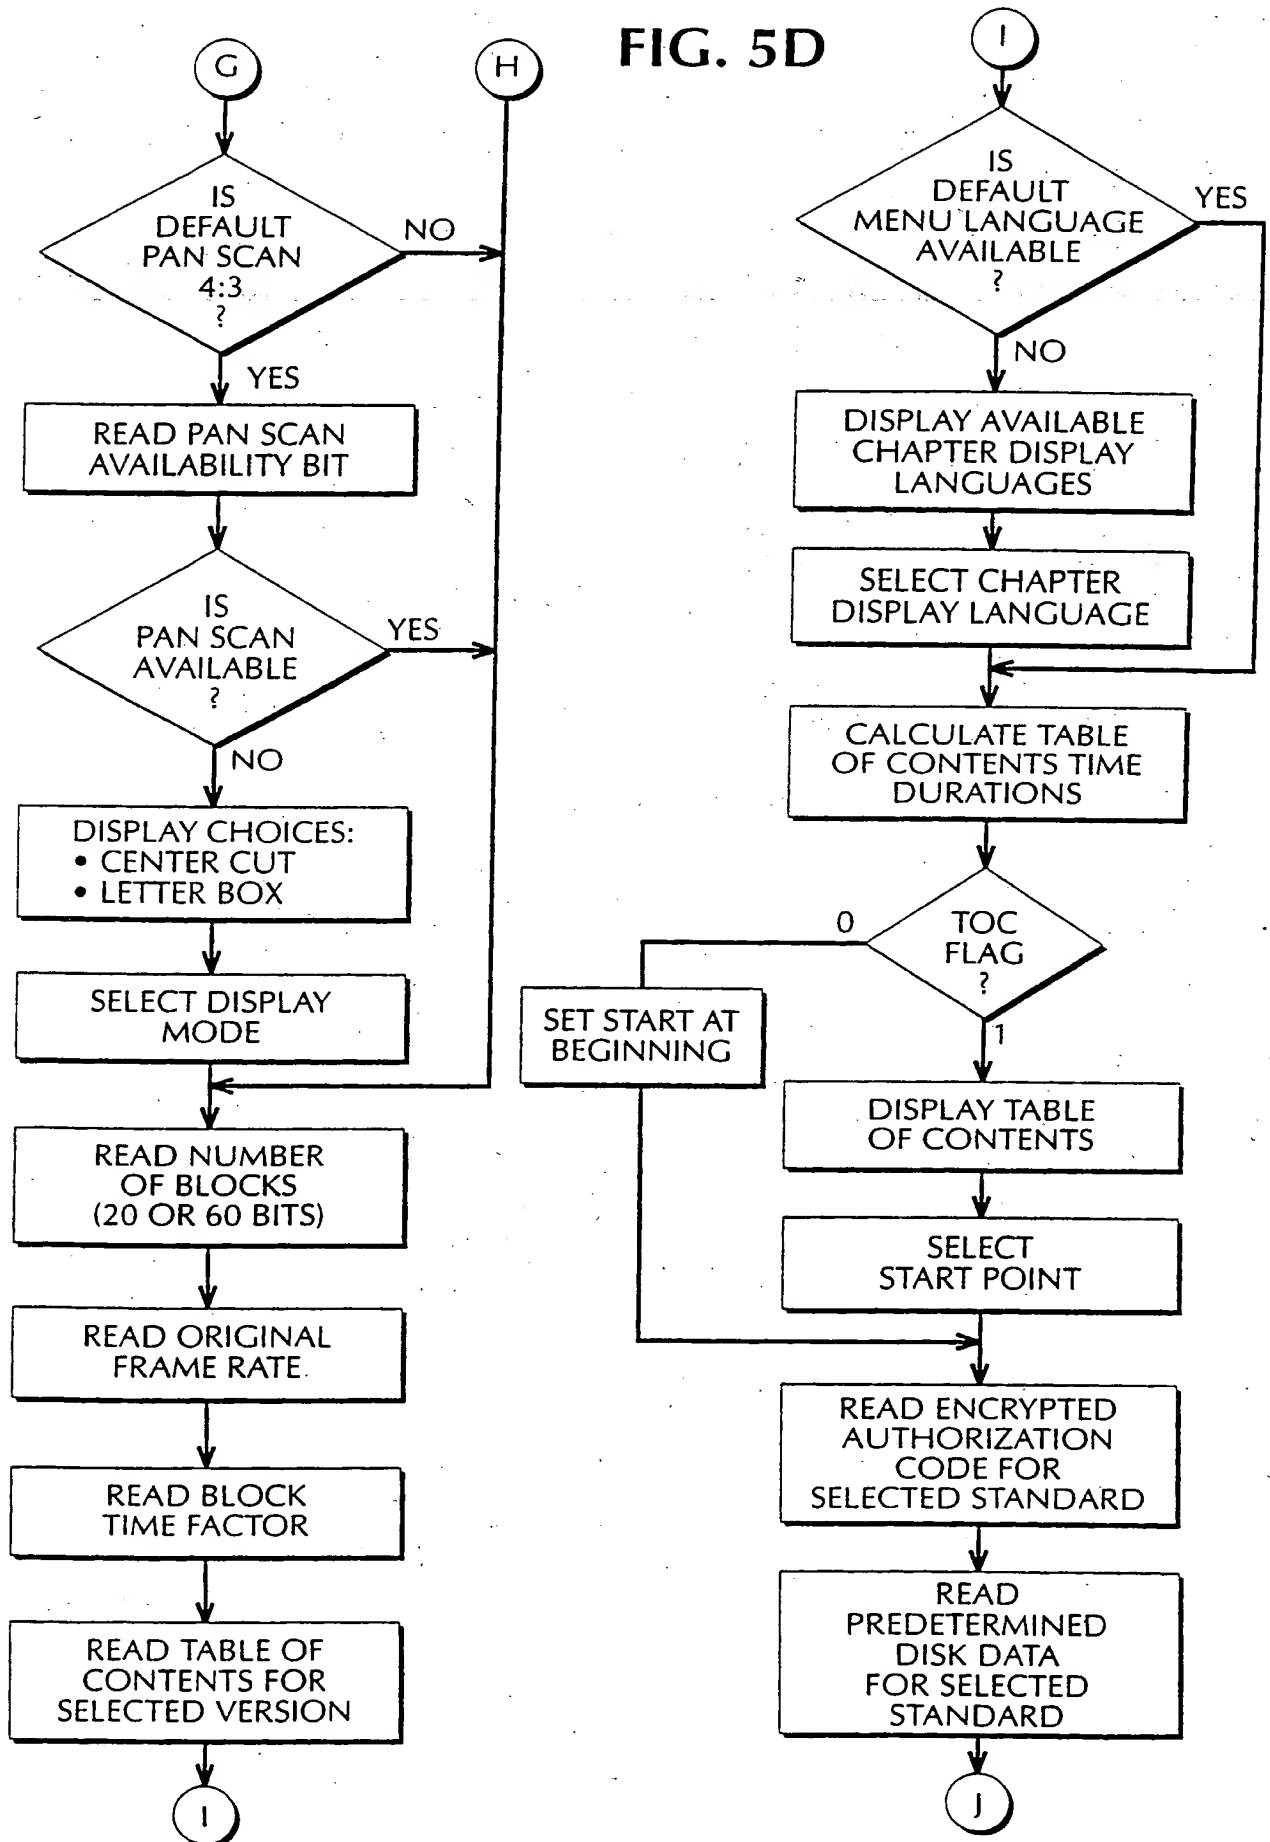 FIG. 5D
G
H
IS
DEFAULT
PAN SCAN
4:3
?
NO
YES
READ PAN SCAN
AVAILABILITY BIT
IS
PAN SCAN
AVAILABLE
?
YES
NO
DISPLAY CHOICES:
• CENTER CUT
• LETTER BOX
SELECT DISPLAY
MODE
READ NUMBER
OF BLOCKS
(20 OR 60 BITS)
READ ORIGINAL
FRAME RATE
READ BLOCK
TIME FACTOR
READ TABLE OF
CONTENTS FOR
SELECTED VERSION
I
I
IS
DEFAULT
MENU LANGUAGE
AVAILABLE
?
YES
NO
DISPLAY AVAILABLE
CHAPTER DISPLAY
LANGUAGES
SELECT CHAPTER
DISPLAY LANGUAGE
CALCULATE TABLE
OF CONTENTS TIME
DURATIONS
TOC
FLAG
?
0
1
SET START AT
BEGINNING
DISPLAY TABLE
OF CONTENTS
SELECT
START POINT
READ ENCRYPTED
AUTHORIZATION
CODE FOR
SELECTED STANDARD
READ
PREDETERMINED
DISK DATA
FOR SELECTED
STANDARD
J